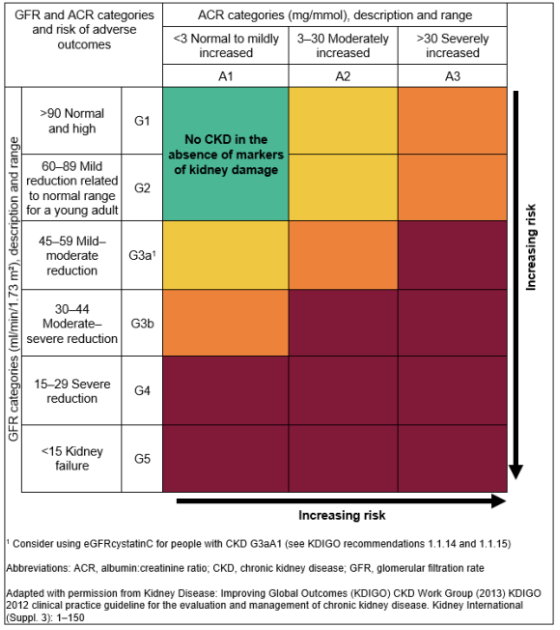 GFR and ACR categories
and risk of adverse
outcomes
ACR categories (mg/mmol), description and range
<3 Normal to mildly
increased
3–30 Moderately
increased
>30 Severely
increased
A1
A2
A3
GFR categories (ml/min/1.73 m²), description and range
>90 Normal
and high
G1
No CKD in the
absence of markers
of kidney damage
60–89 Mild
reduction related
to normal range
for a young adult
G2
45–59 Mild–
moderate
reduction
G3a¹
30–44
Moderate–
severe reduction
G3b
15–29 Severe
reduction
G4
<15 Kidney
failure
G5
Increasing risk
Increasing risk
¹ Consider using eGFRcystatinC for people with CKD G3aA1 (see KDIGO recommendations 1.1.14 and 1.1.15)
Abbreviations: ACR, albumin:creatinine ratio; CKD, chronic kidney disease; GFR, glomerular filtration
rate
Adapted with permission from Kidney Disease: Improving Global Outcomes (KDIGO) CKD Work Group (2013) KDIGO
2012 clinical practice guideline for the evaluation and management of chronic kidney disease. Kidney International
(Suppl. 3): 1–150